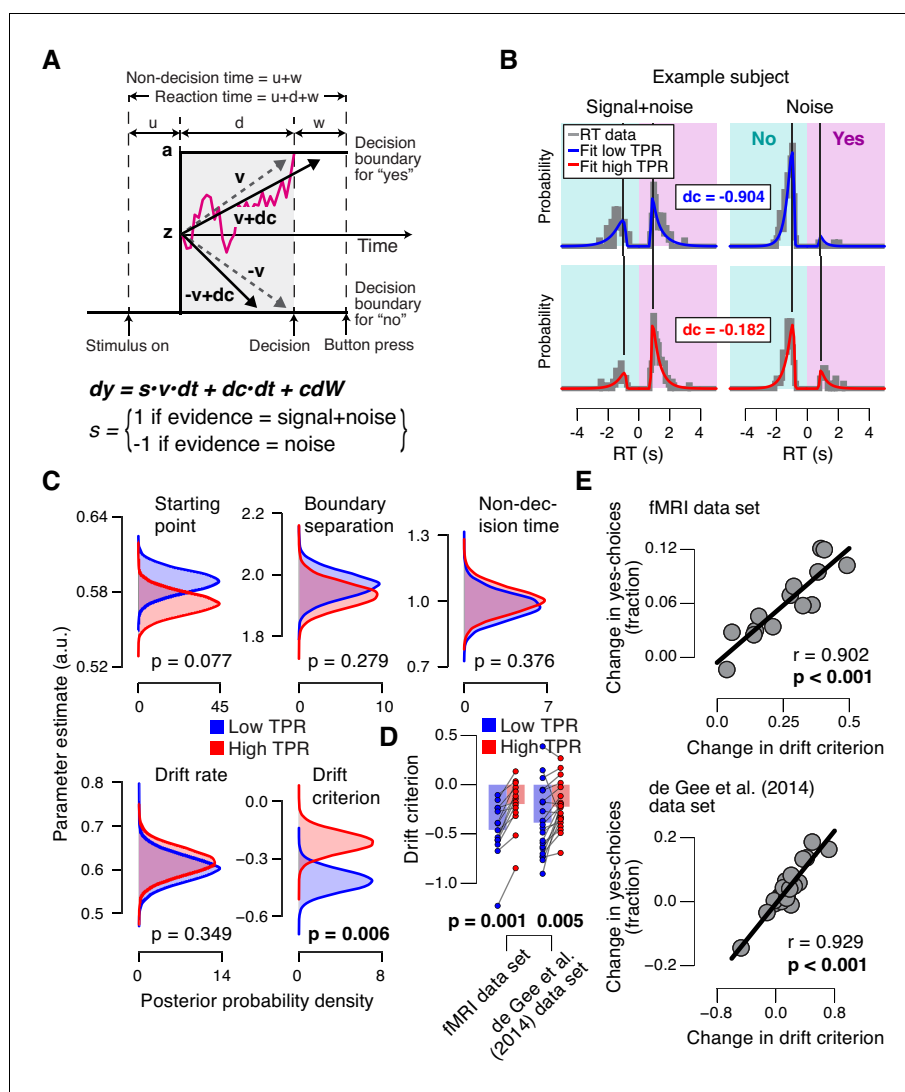 A
Non-decision time = u+w
Reaction time = u+d+w
u
d
w
a
Decision
boundary
for "yes"
v
v+dc
z
Time
-v
-v+dc
Decision
boundary
for "no"
Stimulus on
Decision
Button press
dy = s·v·dt + dc·dt + cdW
s = {1 if evidence = signal+noise
-1 if evidence = noise}
B
Example subject
Signal+noise
Noise
RT data
Fit low TPR
Fit high TPR
No
Yes
Probability
dc = -0.904
Probability
dc = -0.182
-4 -2 0 2 4
-4 -2 0 2 4
RT (s)
RT (s)
C
Parameter estimate (a.u.)
Starting
point
0.64
0.58
0.52
p = 0.077
0 45
Boundary
separation
2.2
2.0
1.8
p = 0.279
0 10
Non-dec-
ision time
1.3
1.0
0.7
p = 0.376
0 7
Low TPR
High TPR
Drift rate
0.8
0.7
0.6
0.5
p = 0.349
0 14
Drift
criterion
0.0
−0.3
−0.6
p = 0.006
0 8
Posterior probability density
D
Low TPR
High TPR
Drift criterion
0.5
0.0
−0.5
−1.0
p = 0.001 0.005
fMRI data set
de Gee et al.
(2014) data set
E
fMRI data set
Change in yes-choices
(fraction)
0.12
0.06
0.00
r = 0.902
p < 0.001
0.0 0.25 0.5
Change in drift criterion
de Gee et al. (2014)
data set
Change in yes-choices
(fraction)
0.2
0.0
−0.2
r = 0.929
p < 0.001
−0.8 0.0 0.8
Change in drift criterion